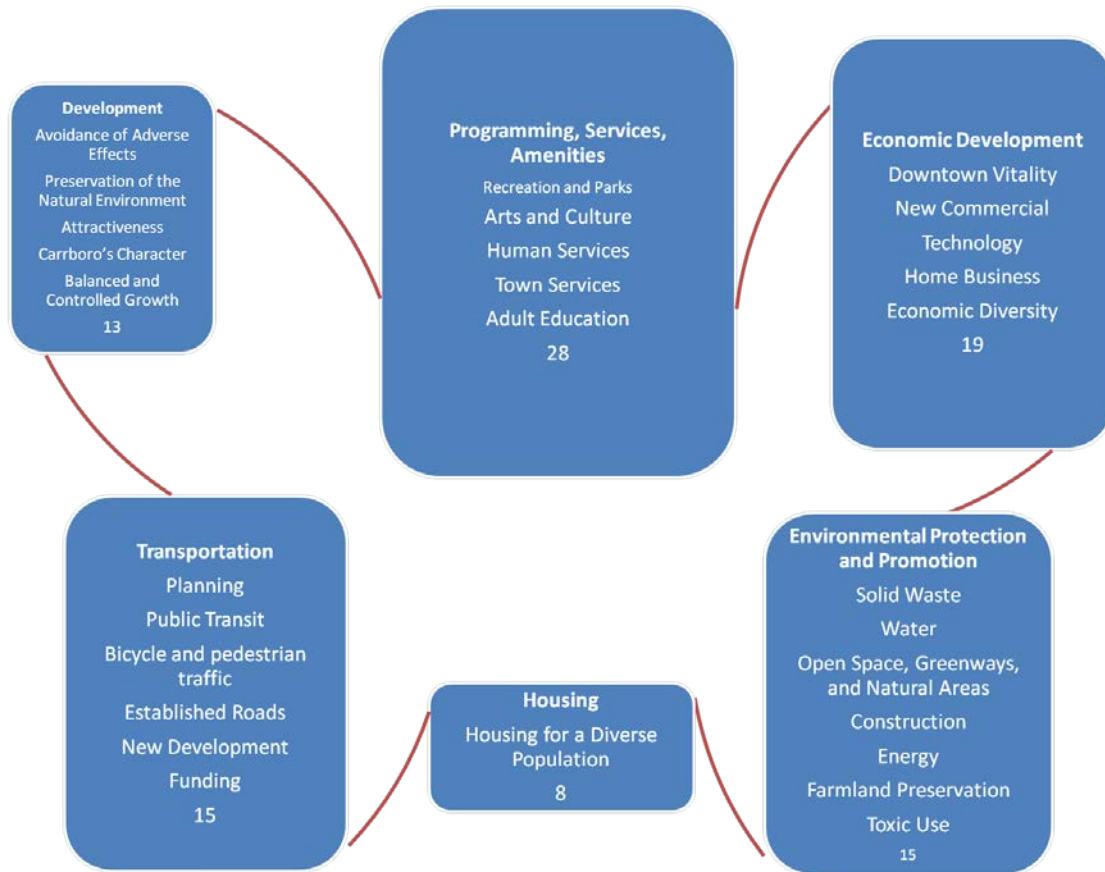 Development
Avoidance of Adverse
Effects
Preservation of the
Natural Environment
Attractiveness
Carrboro's Character
Balanced and
Controlled Growth
13
Programming, Services,
Amenities
Recreation and Parks
Arts and Culture
Human Services
Town Services
Adult Education
28
Economic Development
Downtown Vitality
New Commercial
Technology
Home Business
Economic Diversity
19
Transportation
Planning
Public Transit
Bicycle and pedestrian
traffic
Established Roads
New Development
Funding
15
Housing
Housing for a Diverse
Population
8
Environmental Protection
and Promotion
Solid Waste
Water
Open Space, Greenways,
and Natural Areas
Construction
Energy
Farmland Preservation
Toxic Use
15